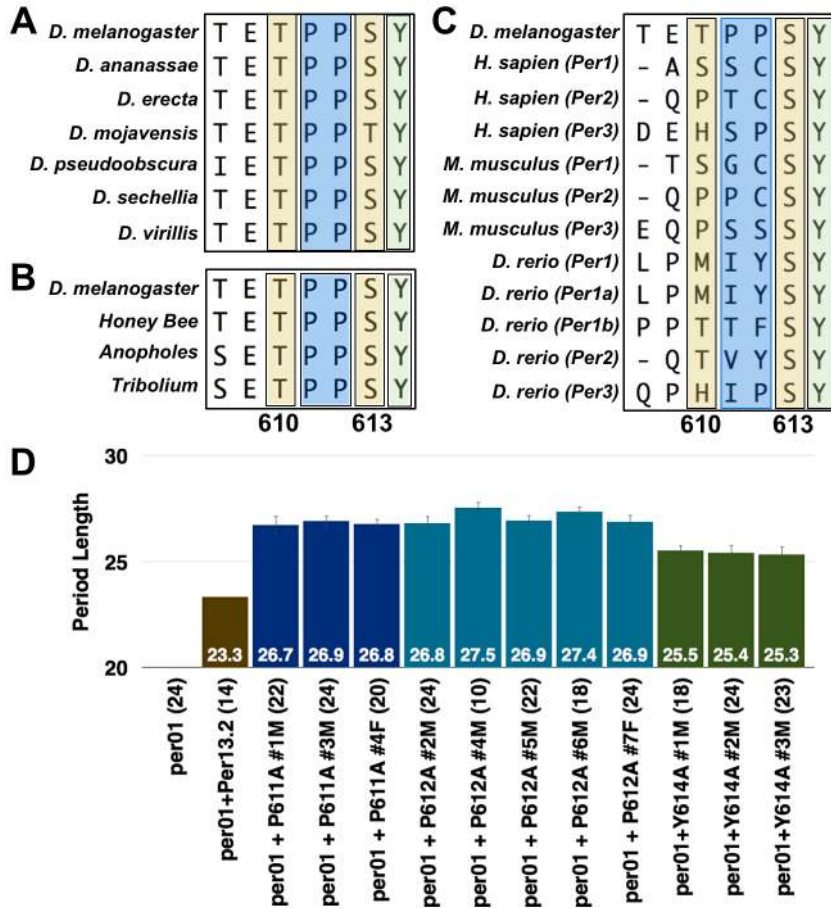 A
D. melanogaster T E T P P S Y
D. ananassae T E T P P S Y
D. erecta T E T P P S Y
D. mojavensis T E T P P T Y
D. pseudoobscura I E T P P S Y
D. sechellia T E T P P S Y
D. virillis T E T P P S Y
B
D. melanogaster T E T P P S Y
Honey Bee T E T P P S Y
Anopholes S E T P P S Y
Tribolium S E T P P S Y
610 613
C
D. melanogaster T E T P P S Y
H. sapien (Per1) – A S S C S Y
H. sapien (Per2) – Q P T C S Y
H. sapien (Per3) D E H S P S Y
M. musculus (Per1) – T S G C S Y
M. musculus (Per2) – Q P P C S Y
M. musculus (Per3) E Q P S S S Y
D. rerio (Per1) L P M I Y S Y
D. rerio (Per1a) L P M I Y S Y
D. rerio (Per1b) P P T T F S Y
D. rerio (Per2) – Q T V Y S Y
D. rerio (Per3) Q P H I P S Y
610 613
D
Period Length
30
25
20
23.3 26.7 26.9 26.8 26.8 27.5 26.9 27.4 26.9 25.5 25.4 25.3
per01 (24)
per01+Per13.2 (14)
per01 + P611A #1M (22)
per01 + P611A #3M (24)
per01 + P611A #4F (20)
per01 + P612A #2M (24)
per01 + P612A #4M (10)
per01 + P612A #5M (22)
per01 + P612A #6M (18)
per01 + P612A #7F (24)
per01+Y614A #1M (18)
per01+Y614A #2M (24)
per01+Y614A #3M (23)